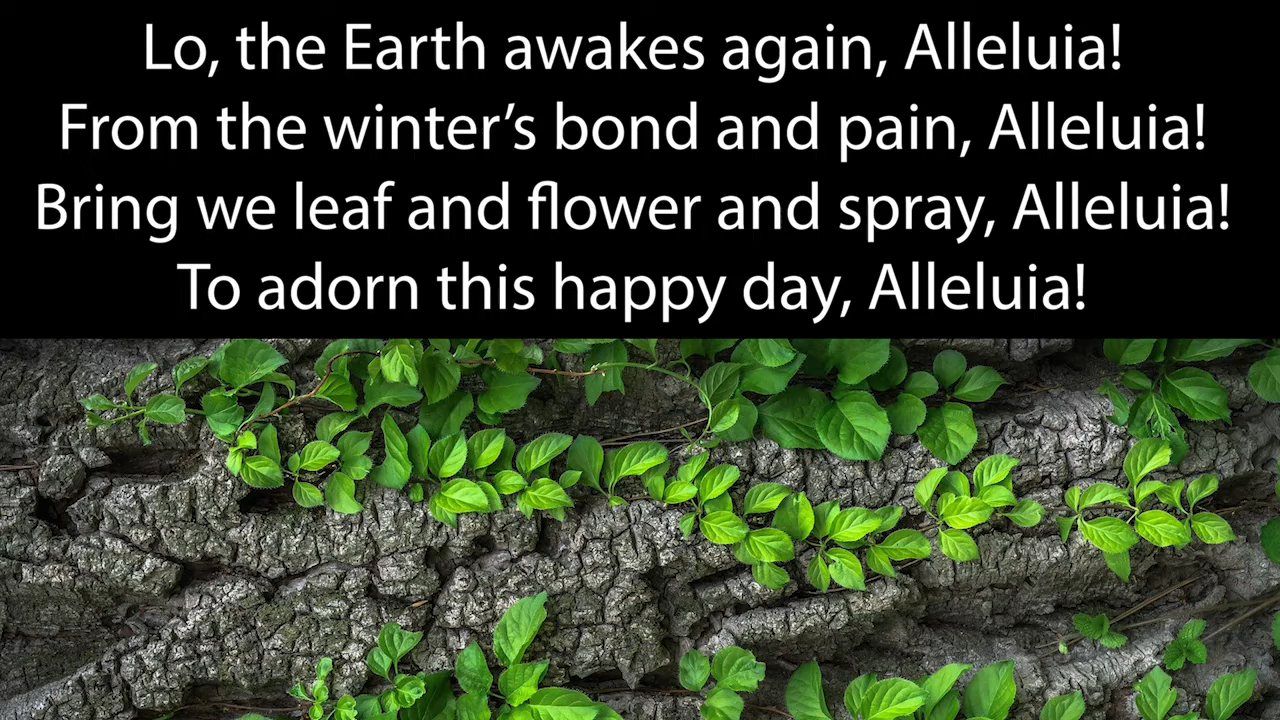 Lo, the Earth awakes again, Alleluia!
From the winter’s bond and pain, Alleluia!
Bring we leaf and flower and spray, Alleluia!
To adorn this happy day, Alleluia!